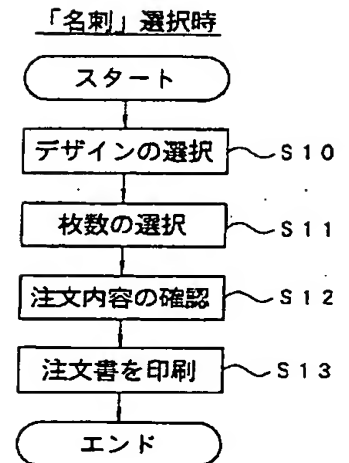 「名刺」選択時
スタート
デザインの選択 S10
枚数の選択 S11
注文内容の確認 S12
注文書を印刷 S13
エンド